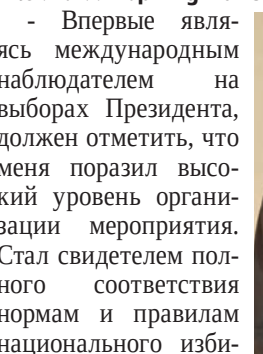 - Впервые явля-
ясь международным
наблюдателем на
выборах Президента,
должен отметить, что
меня поразил высо-
кий уровень органи-
зации мероприятия.
Стал свидетелем пол-
ного соответствия
нормам и правилам
национального изби-